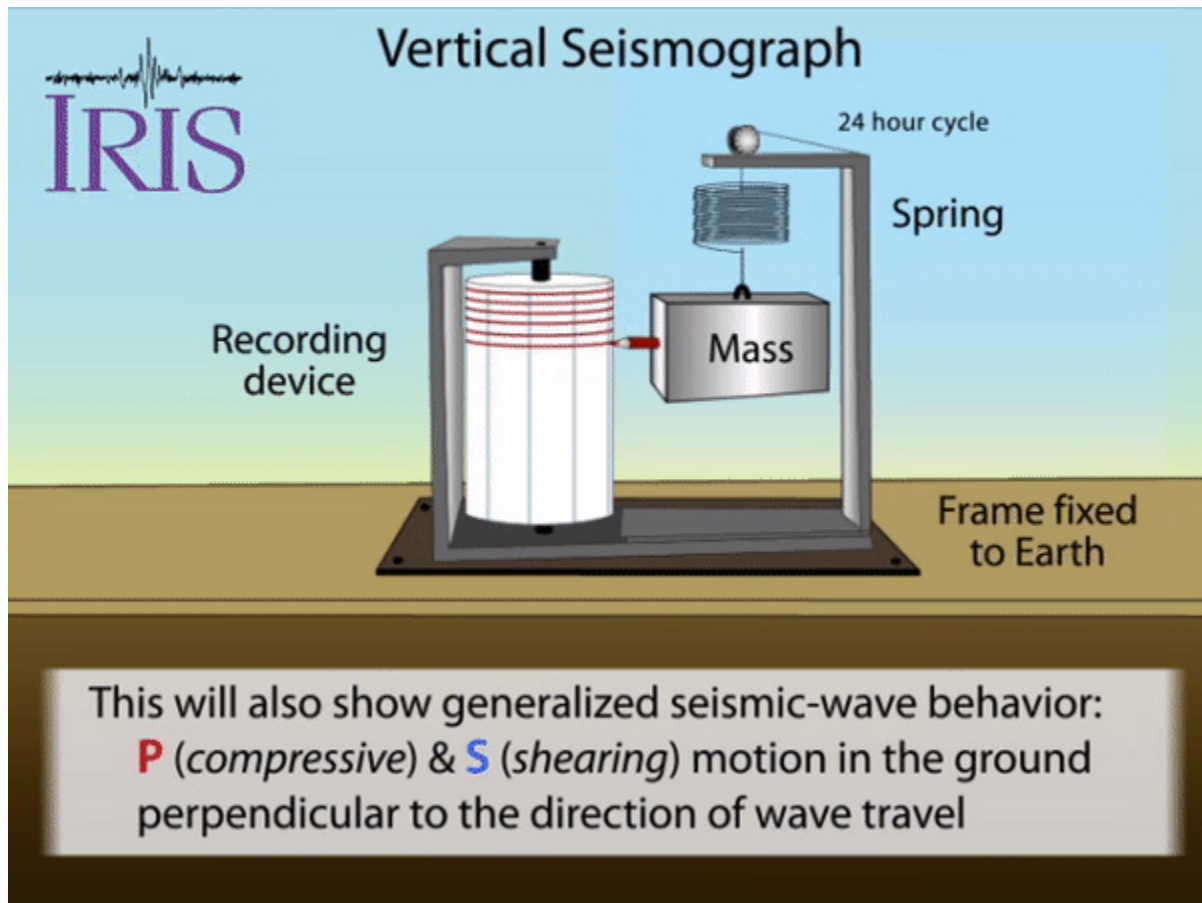 Vertical Seismograph
IRIS
24 hour cycle
Spring
Recording
device
Mass
Frame fixed
to Earth
This will also show generalized seismic-wave behavior:
P (compressive) & S (shearing) motion in the ground
perpendicular to the direction of wave travel